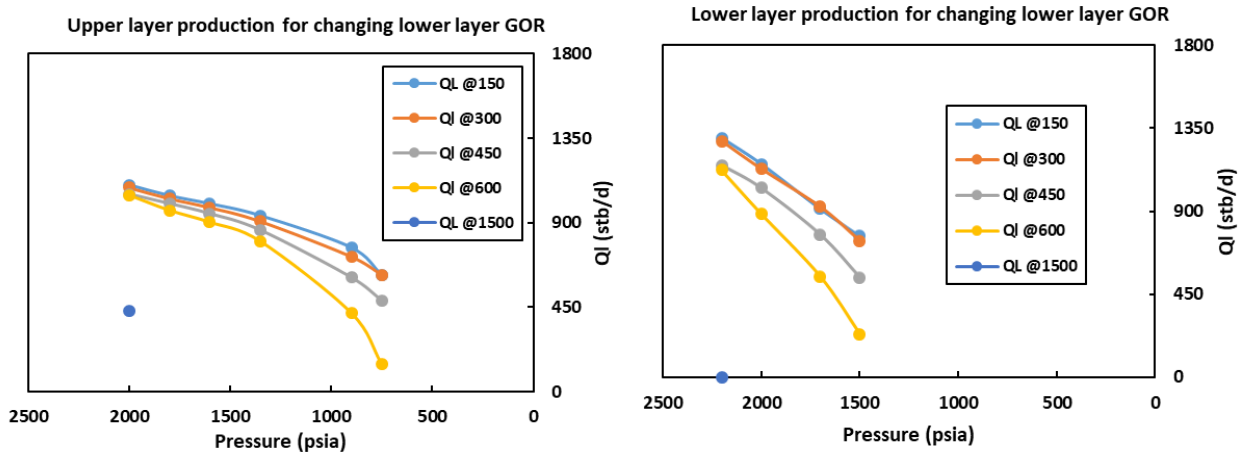 Upper layer production for changing lower layer GOR
1800
1350
900
450
0
Ql (stb/d)
QL @150
Ql @300
Ql @450
Ql @600
QL @1500
2500 2000 1500 1000 500 0
Pressure (psia)
Lower layer production for changing lower layer GOR
1800
1350
900
450
0
Ql (stb/d)
QL @150
Ql @300
Ql @450
Ql @600
QL @1500
2500 2000 1500 1000 500 0
Pressure (psia)